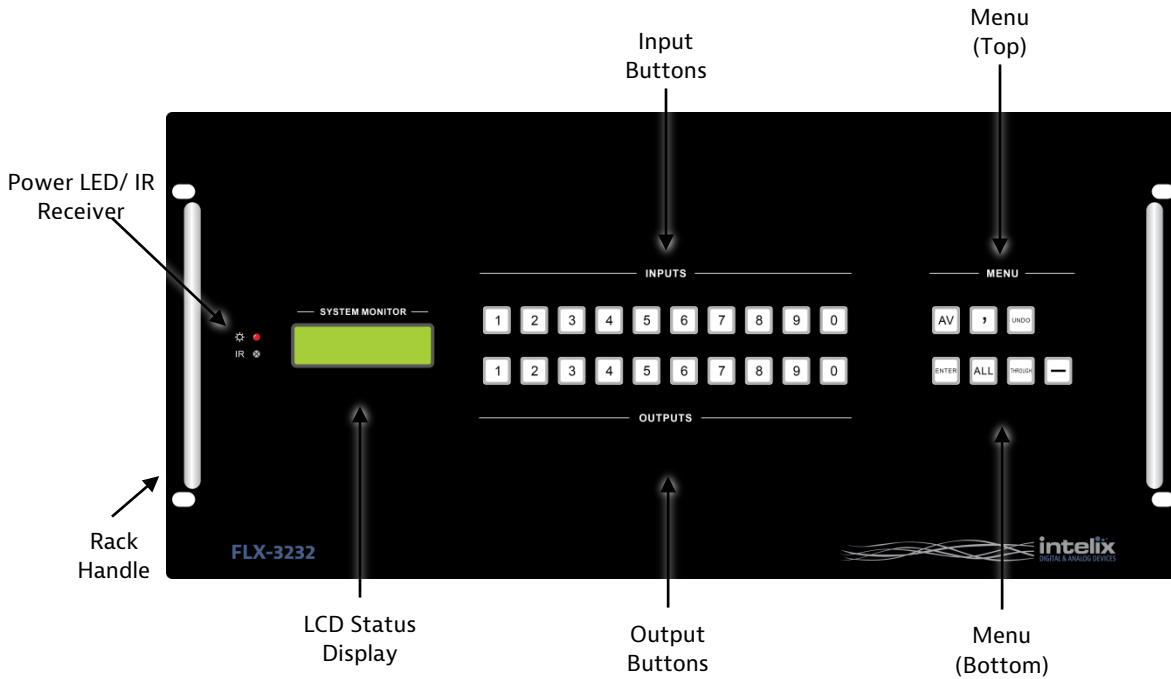 Menu
(Top)
Input
Buttons
Power LED/ IR
Receiver
INPUTS
MENU
SYSTEM MONITOR
1 2 3 4 5 6 7 8 9 0
AV , UNDO
IR
1 2 3 4 5 6 7 8 9 0
ENTER ALL THROUGH —
OUTPUTS
Rack
Handle
FLX-3232
intelix
DIGITAL & ANALOG DEVICES
LCD Status
Display
Output
Buttons
Menu
(Bottom)